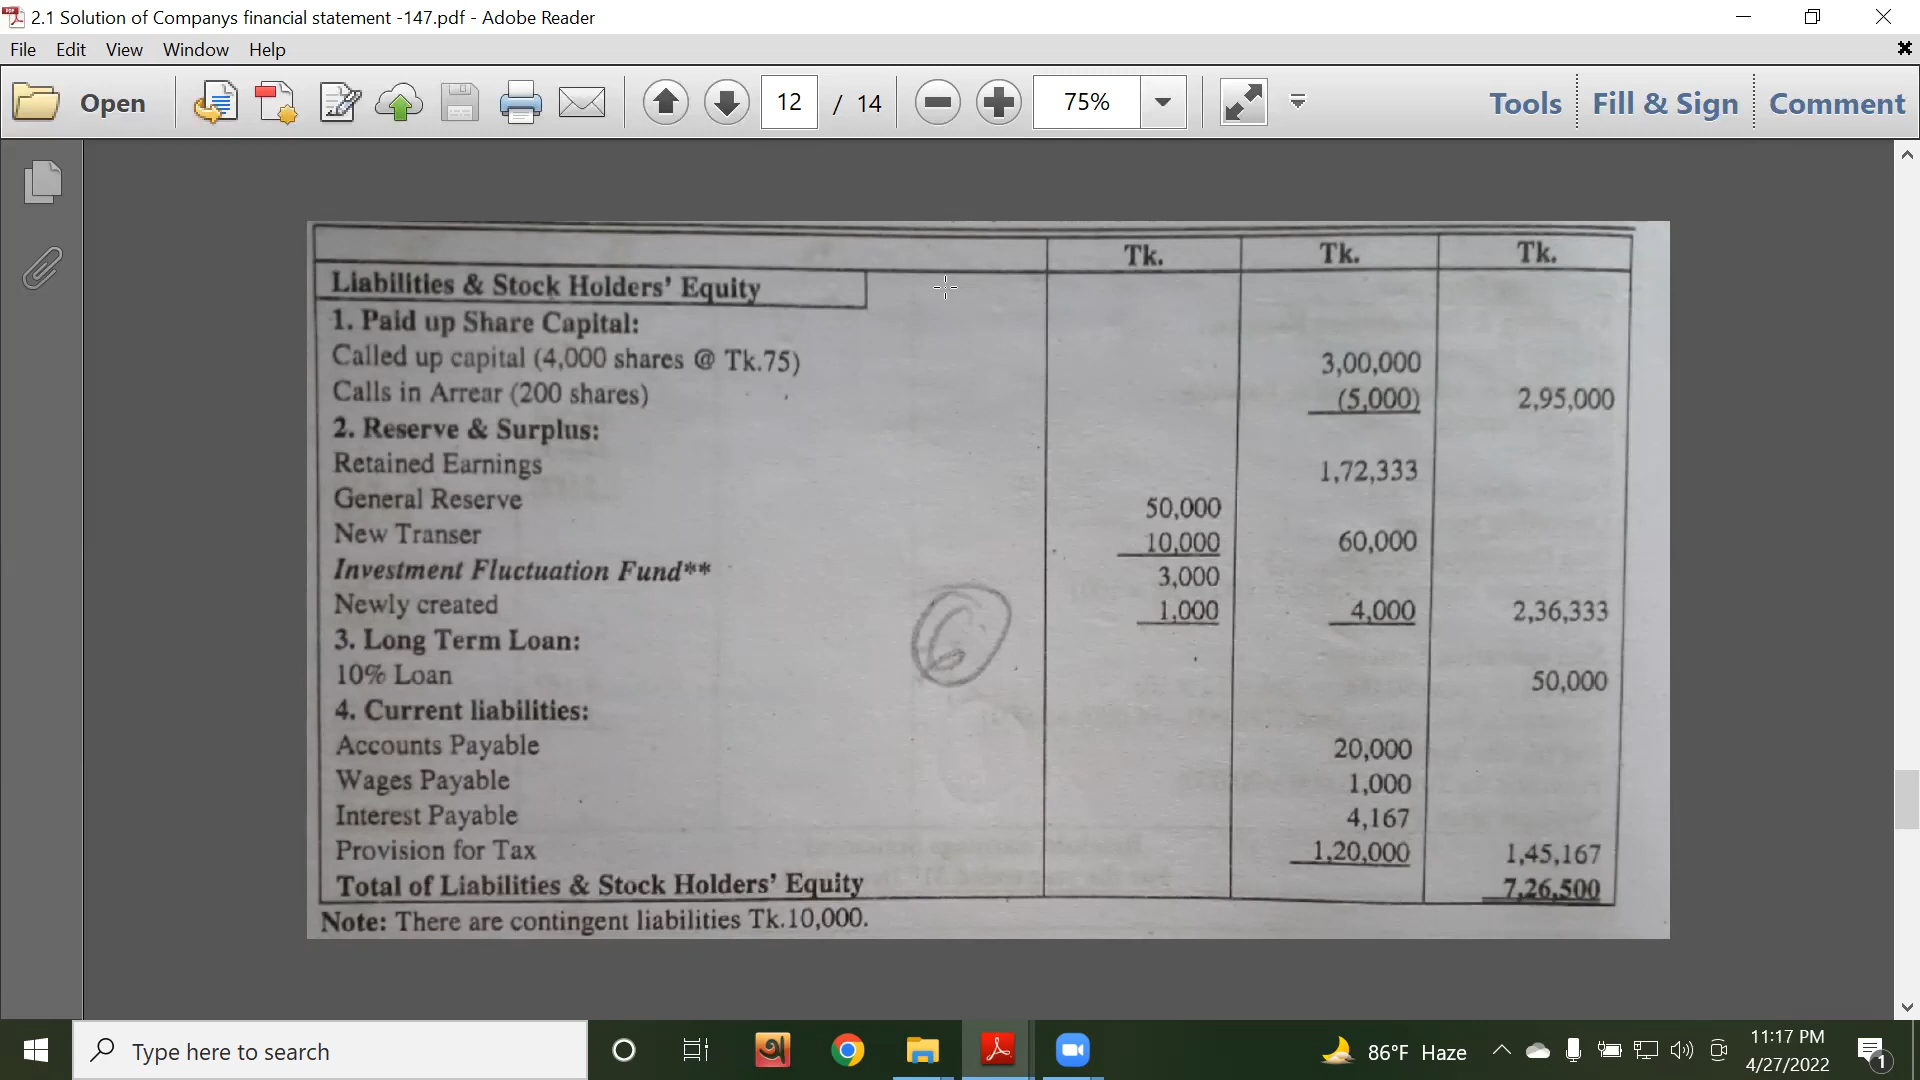 2.1 Solution of Companys financial statement -147.pdf - Adobe Reader
File Edit View Window Help
Open 12 / 14 75% Tools Fill & Sign Comment
Tk. Tk. Tk.
Liabilities & Stock Holders' Equity
1. Paid up Share Capital:
Called up capital (4,000 shares @ Tk.75) 3,00,000
Calls in Arrear (200 shares) (5,000) 2,95,000
2. Reserve & Surplus:
Retained Earnings 1,72,333
General Reserve 50,000
New Transer 10,000 60,000
Investment Fluctuation Fund** 3,000
Newly created 1,000 4,000 2,36,333
3. Long Term Loan:
10% Loan 50,000
4. Current liabilities:
Accounts Payable 20,000
Wages Payable 1,000
Interest Payable 4,167
Provision for Tax 1,20,000 1,45,167
Total of Liabilities & Stock Holders' Equity 7,26,500
Note: There are contingent liabilities Tk.10,000.
Type here to search
86°F Haze
11:17 PM
4/27/2022
1